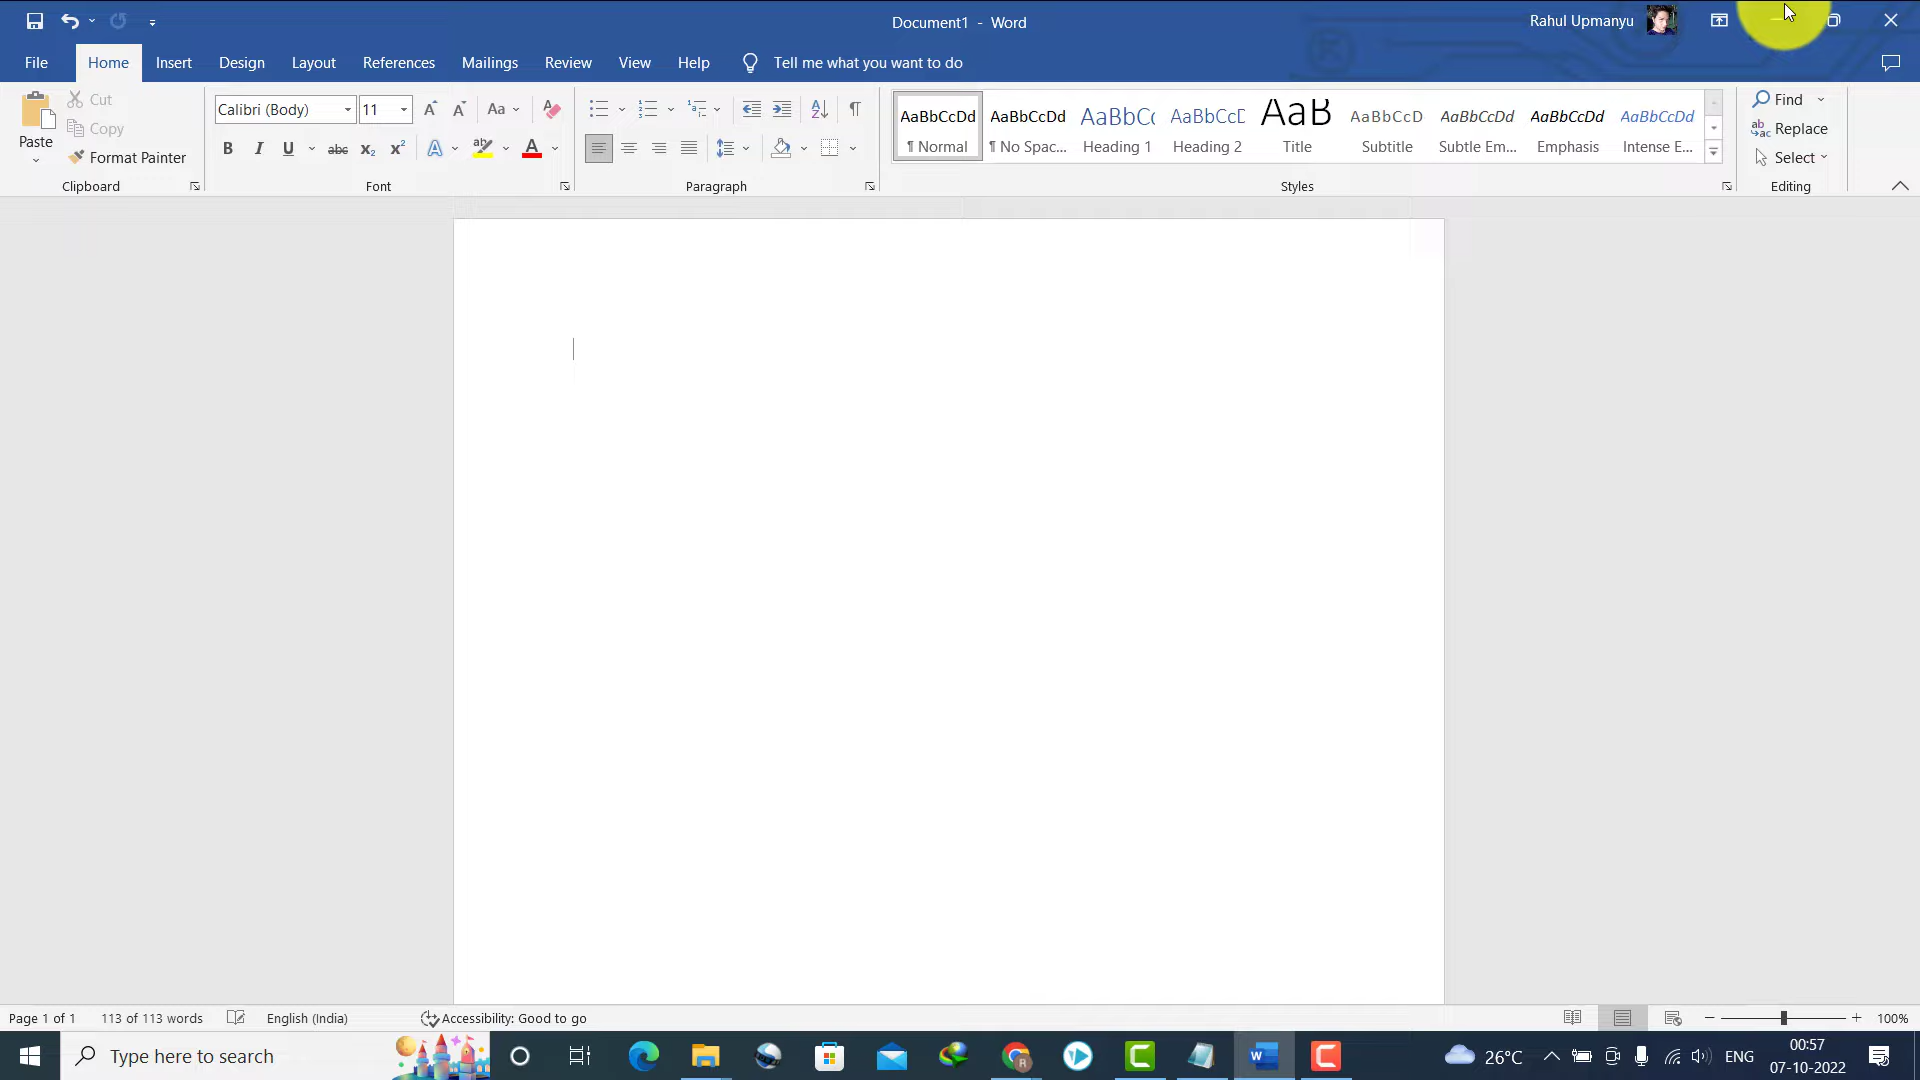 Document1 - Word
Rahul Upmanyu
File Home Insert Design Layout References Mailings Review View Help Tell me what you want to do
Paste
Cut
Copy
Format Painter
Clipboard
Calibri (Body) 11 Aa
B I U abc x₂ x² A A
Font
Paragraph
AaBbCcDd AaBbCcDd AaBbCc AaBbCcC AaB AaBbCcD AaBbCcDd AaBbCcDd AaBbCcDd
¶ Normal ¶ No Spac... Heading 1 Heading 2 Title Subtitle Subtle Em... Emphasis Intense E...
Styles
Find
Replace
Select
Editing
Page 1 of 1 113 of 113 words English (India) Accessibility: Good to go 100%
Type here to search
26°C ENG
00:57
07-10-2022